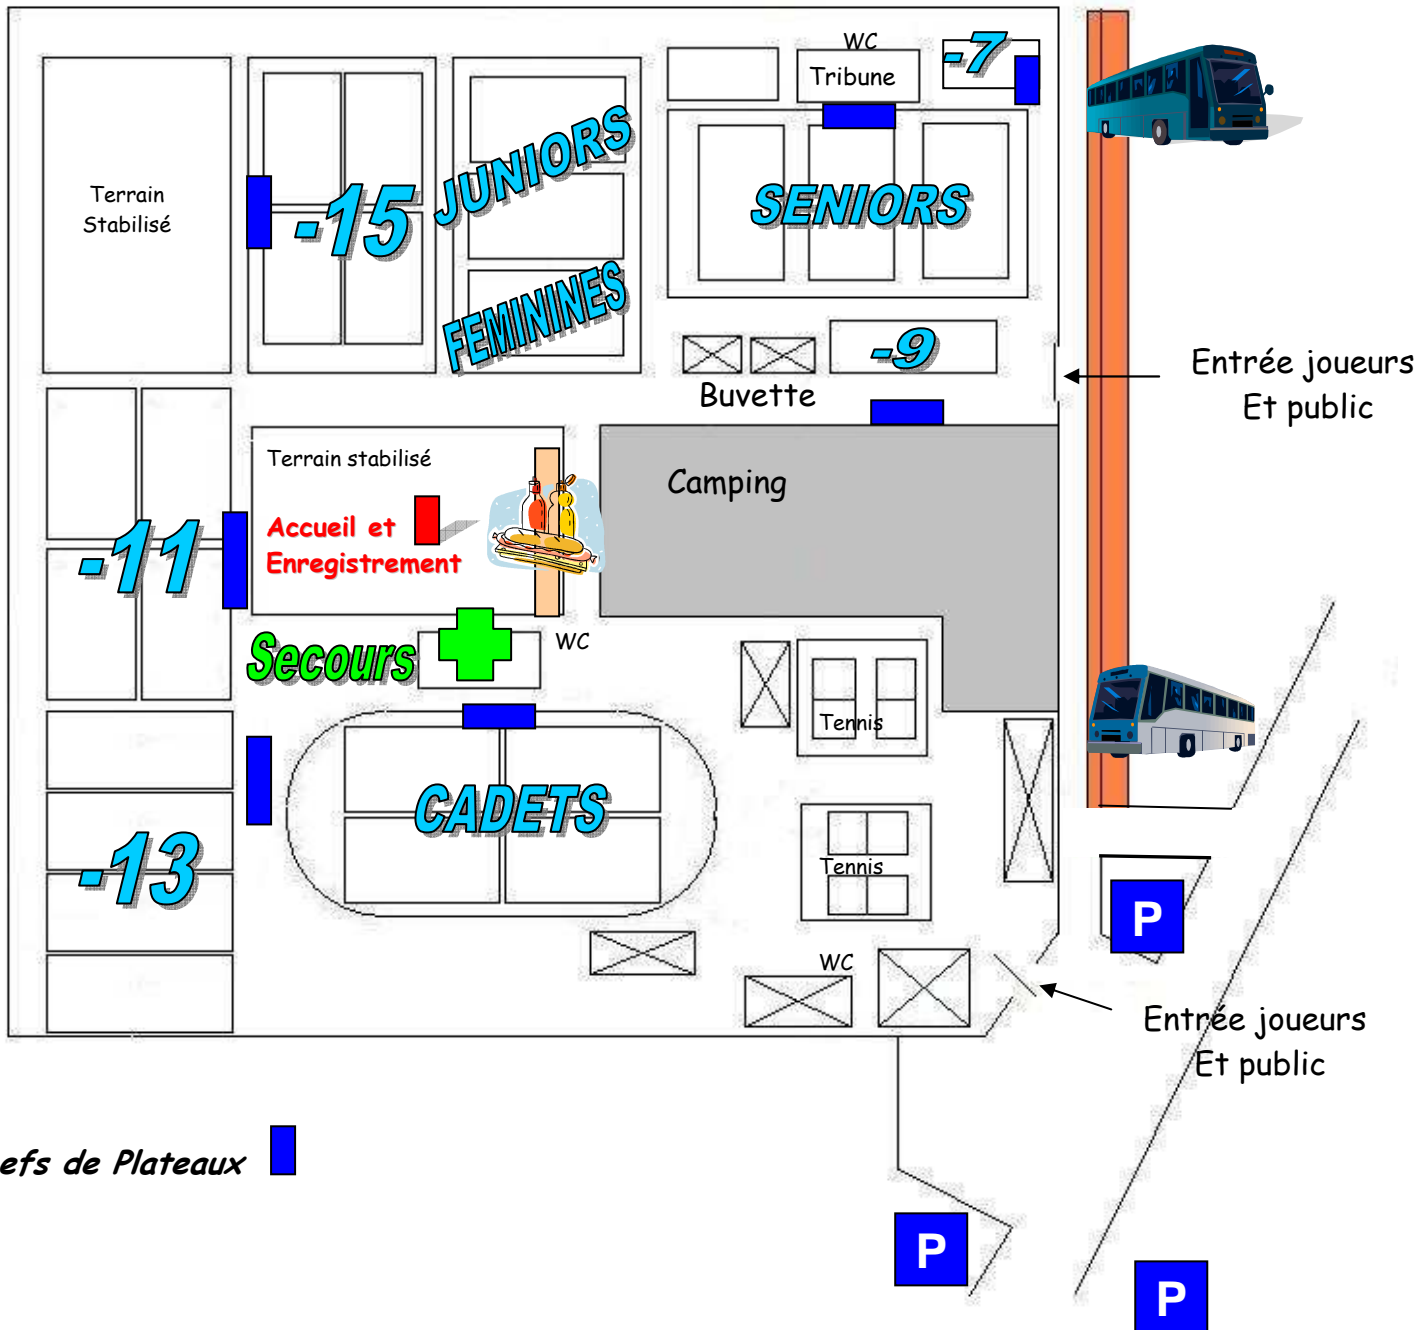 WC
-7
Tribune
JUNIORS
-15
Terrain
Stabilisé
SENIORS
FEMININES
-9
Entrée joueurs
Et public
Buvette
Terrain stabilisé
Camping
Accueil et
Enregistrement
-11
Secours
WC
Tennis
CADETS
-13
Tennis
P
WC
Entrée joueurs
Et public
efs de Plateaux
P
P